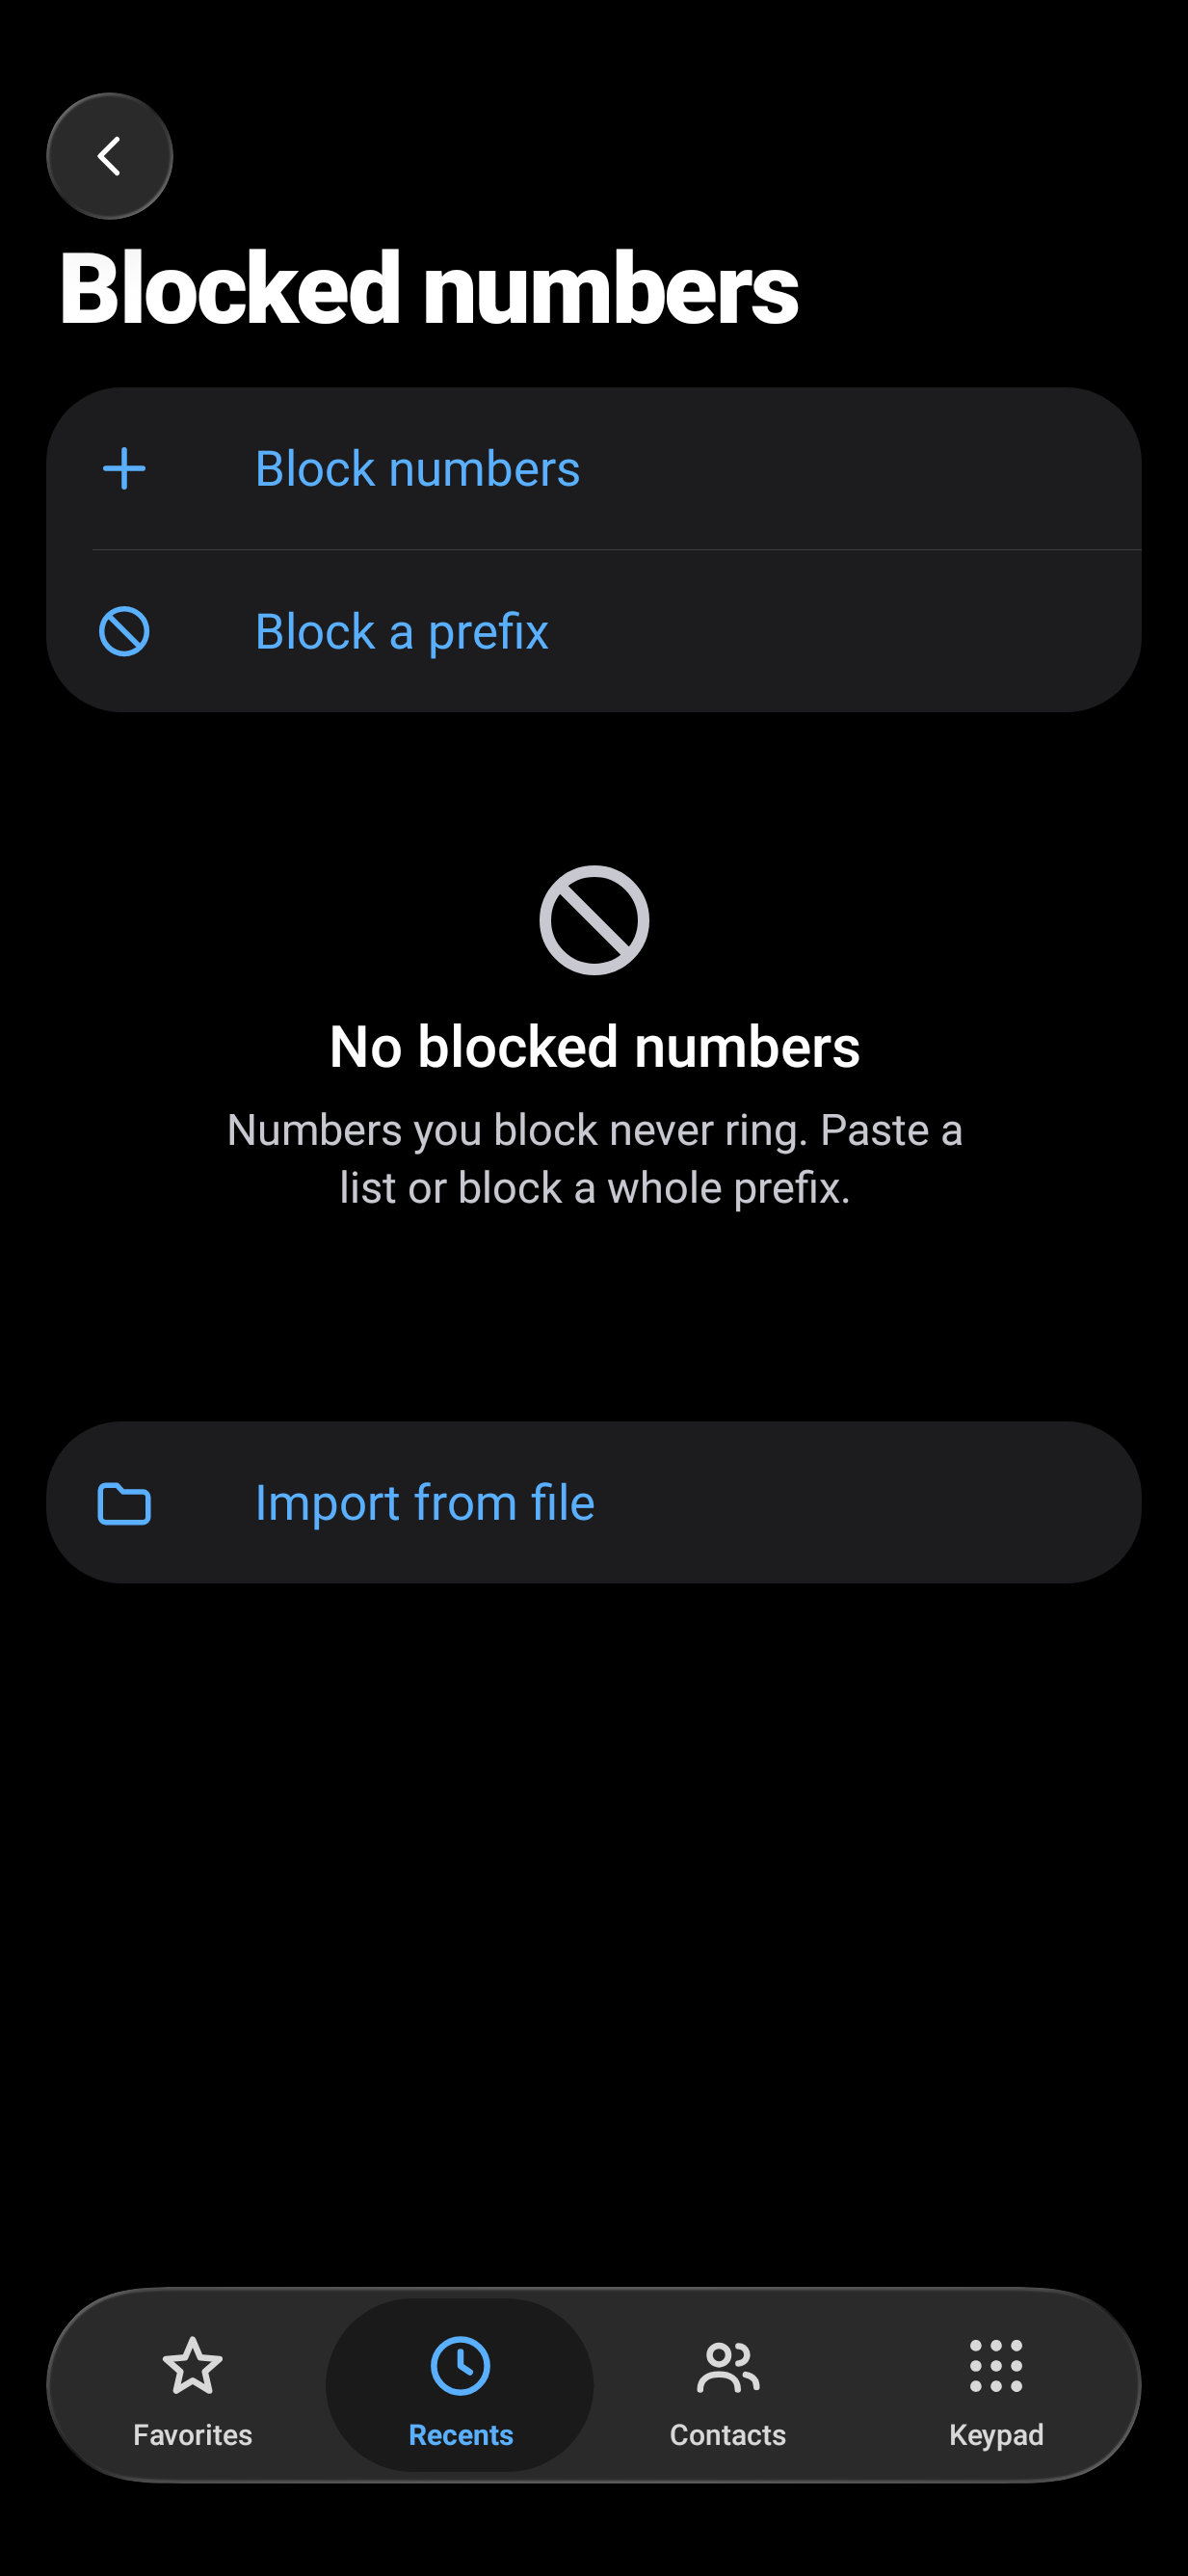 Blocked numbers
Block numbers
Block a prefix
No blocked numbers
Numbers you block never ring. Paste a
list or block a whole prefix.
Import from file
Favorites
Recents
Contacts
Keypad